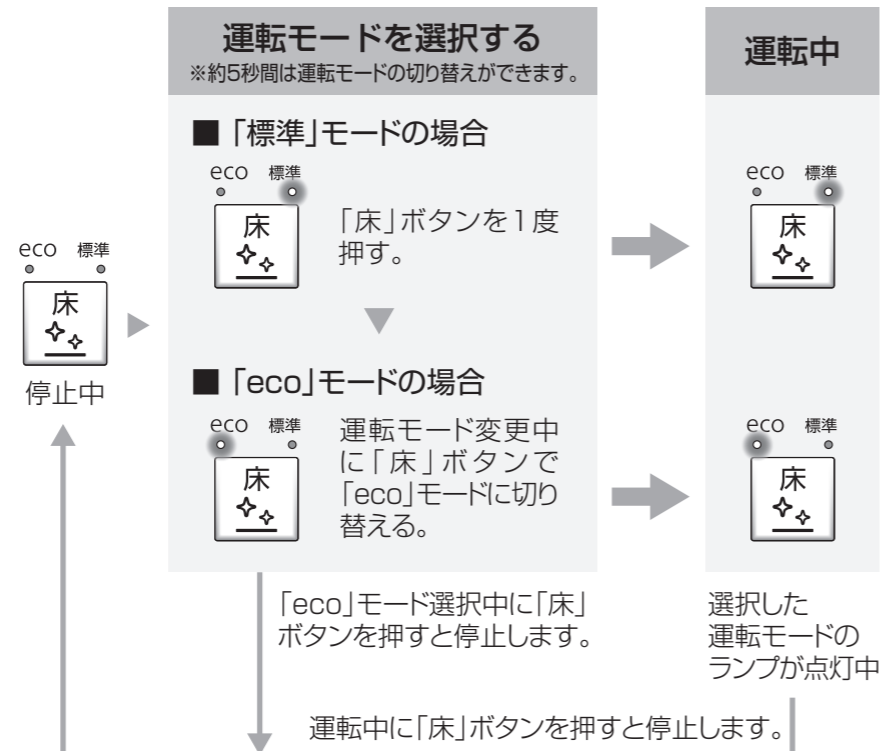 運転モードを選択する
※約5秒間は運転モードの切り替えができます。
運転中
■「標準」モードの場合
eco 標準
床
「床」ボタンを1度
押す。
eco 標準
床
eco 標準
床
停止中
■「eco」モードの場合
eco 標準
床
運転モード変更中
に「床」ボタンで
「eco」モードに切り
替える。
eco 標準
床
「eco」モード選択中に「床」
ボタンを押すと停止します。
選択した
運転モードの
ランプが点灯中
運転中に「床」ボタンを押すと停止します。